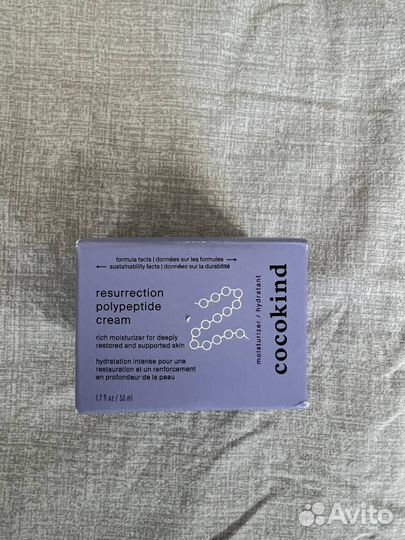 formula facts | données sur les formules
sustainability facts | données sur la durabilité
resurrection
polypeptide
cream
rich moisturizer for deeply
restored and supported skin
hydratation intense pour une
restauration et un renforcement
en profondeur de la peau
1.7 fl oz / 50 ml
moisturizer / hydratant
cocokind
Avito